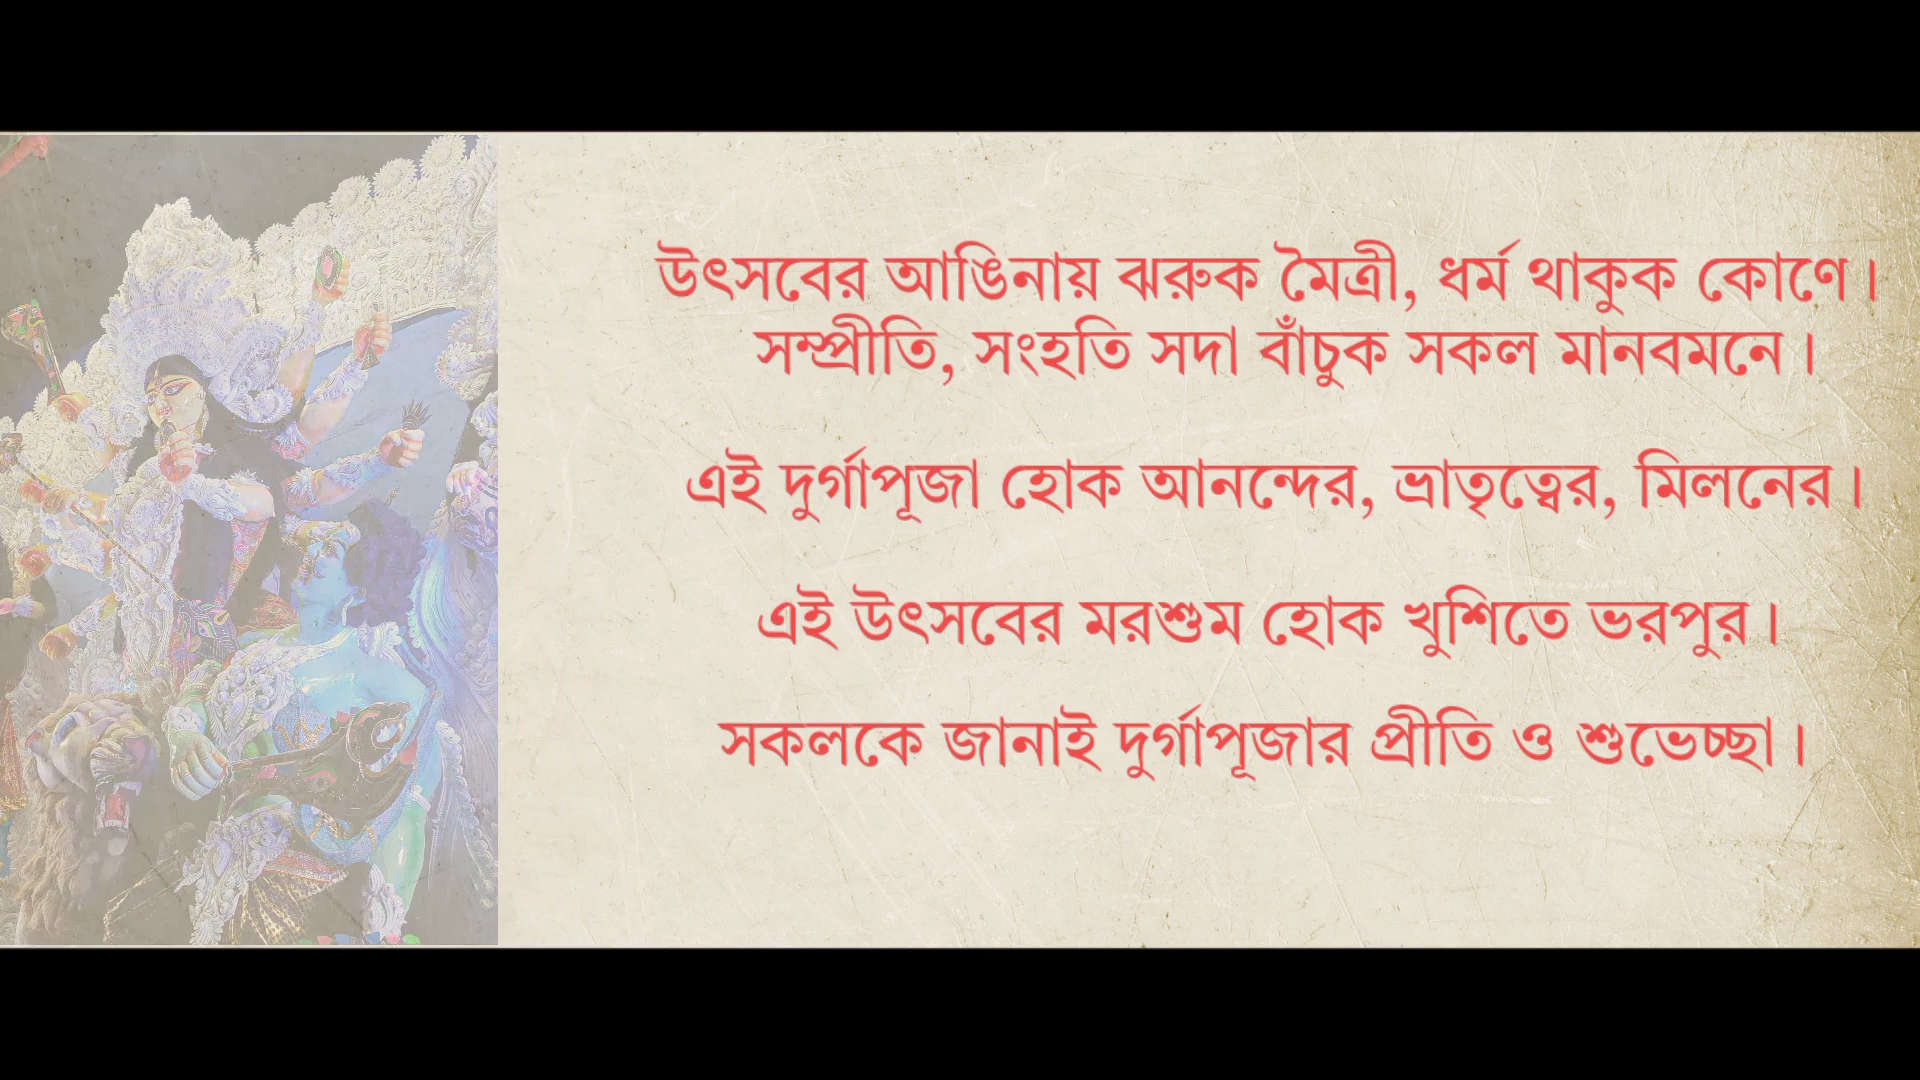 উৎসবের আঙিনায় ঝরুক মৈত্রী, ধর্ম থাকুক কোণে।
সম্প্রীতি, সংহতি সদা বাঁচুক সকল মানবমনে।
এই দুর্গাপূজা হোক আনন্দের, ভ্রাতৃত্বের, মিলনের।
এই উৎসবের মরশুম হোক খুশিতে ভরপুর।
সকলকে জানাই দুর্গাপূজার প্রীতি ও শুভেচ্ছা।